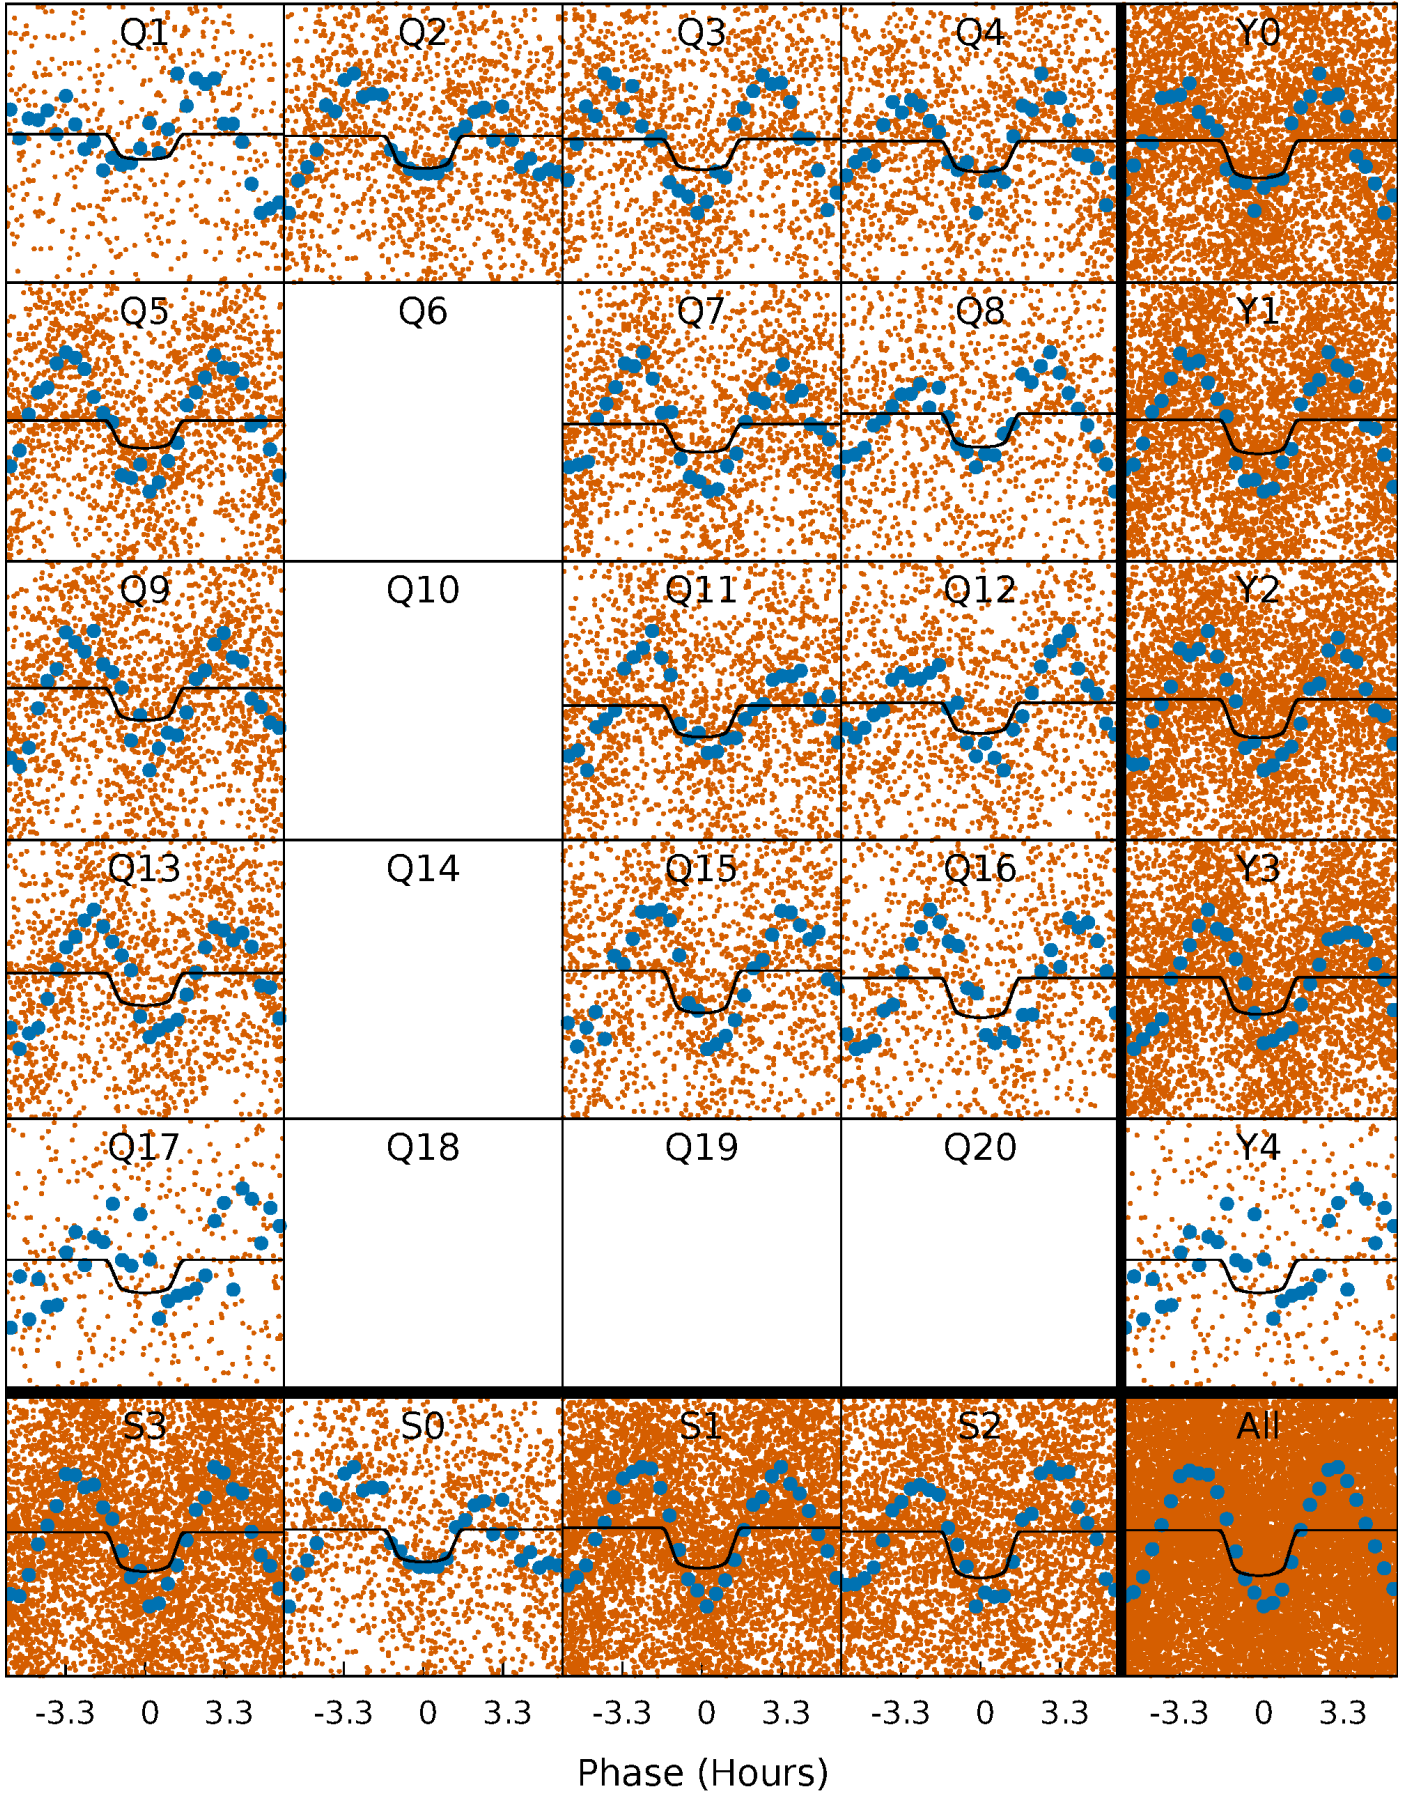 Q1 Q2 Q3 Q4 Y0
Q5 Q6 Q7 Q8 Y1
Q9 Q10 Q11 Q12 Y2
Q13 Q14 Q15 Q16 Y3
Q17 Q18 Q19 Q20 Y4
S3 S0 S1 S2 All
-3.3 0 3.3 -3.3 0 3.3 -3.3 0 3.3 -3.3 0 3.3 -3.3 0 3.3
Phase (Hours)